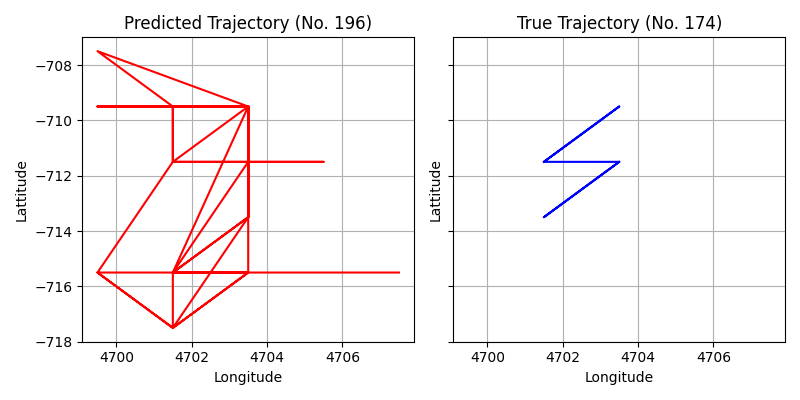 Predicted Trajectory (No. 196)
True Trajectory (No. 174)
Lattitude
−708
−710
−712
−714
−716
−718
4700 4702 4704 4706
Longitude
Lattitude
4700 4702 4704 4706
Longitude